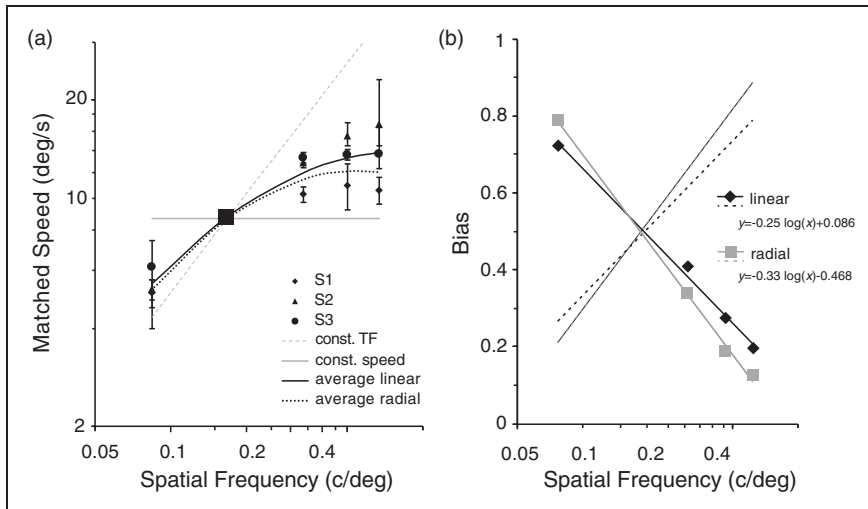 (a)
Matched Speed (deg/s)
20
10
2
0.05
0.1
0.2
0.4
Spatial Frequency (c/deg)
S1
S2
S3
const. TF
const. speed
average linear
average radial
(b)
Bias
1
0.8
0.6
0.4
0.2
0
0.05
0.1
0.2
0.4
Spatial Frequency (c/deg)
linear
y=-0.25 log(x)+0.086
radial
y=-0.33 log(x)-0.468